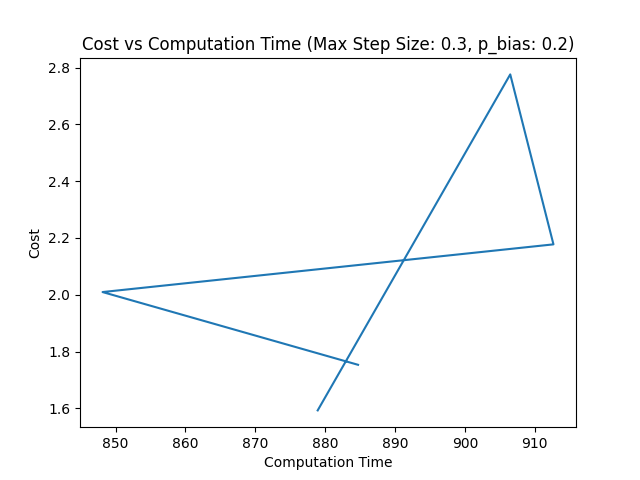 Cost vs Computation Time (Max Step Size: 0.3, p_bias: 0.2)
2.8
2.6
2.4
2.2
2.0
1.8
1.6
Cost
850 860 870 880 890 900 910
Computation Time